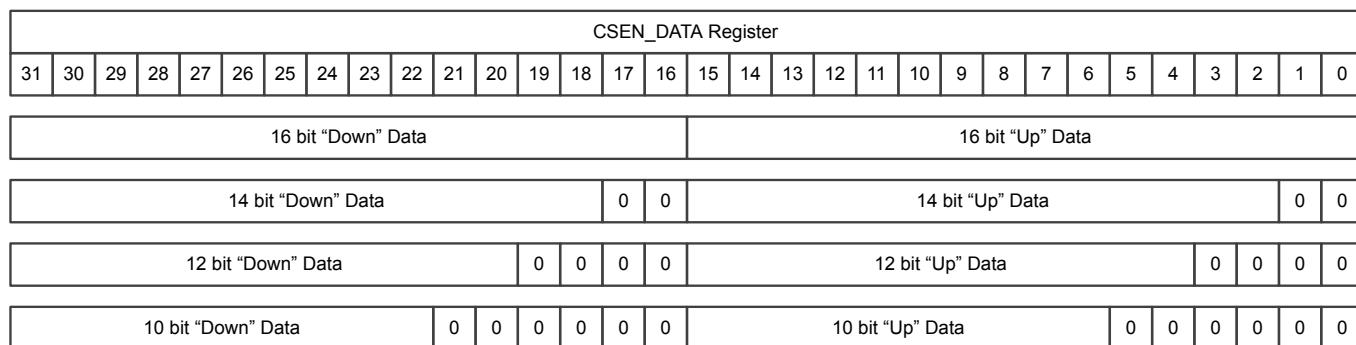 CSEN_DATA Register
31 30 29 28 27 26 25 24 23 22 21 20 19 18 17 16 15 14 13 12 11 10 9 8 7 6 5 4 3 2 1 0
16 bit “Down” Data 16 bit “Up” Data
14 bit “Down” Data 0 0 14 bit “Up” Data 0 0
12 bit “Down” Data 0 0 0 0 12 bit “Up” Data 0 0 0 0
10 bit “Down” Data 0 0 0 0 0 0 10 bit “Up” Data 0 0 0 0 0 0